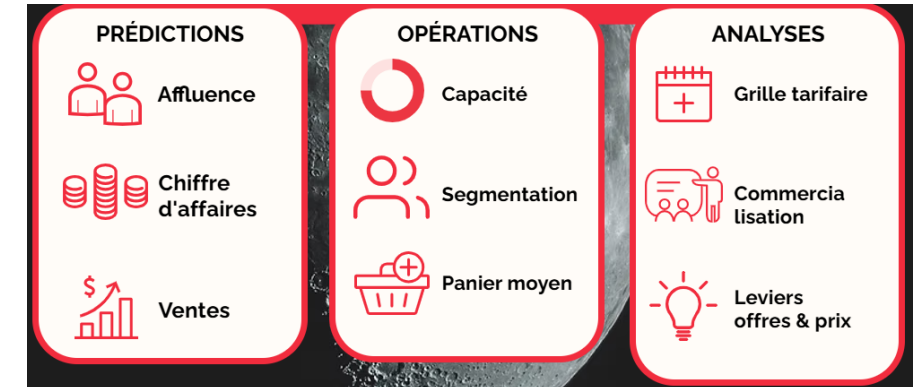 PRÉDICTIONS
Affluence
Chiffre
d'affaires
$
Ventes
OPÉRATIONS
Capacité
Segmentation
Panier moyen
ANALYSES
Grille tarifaire
Commercia
lisation
Leviers
offres & prix